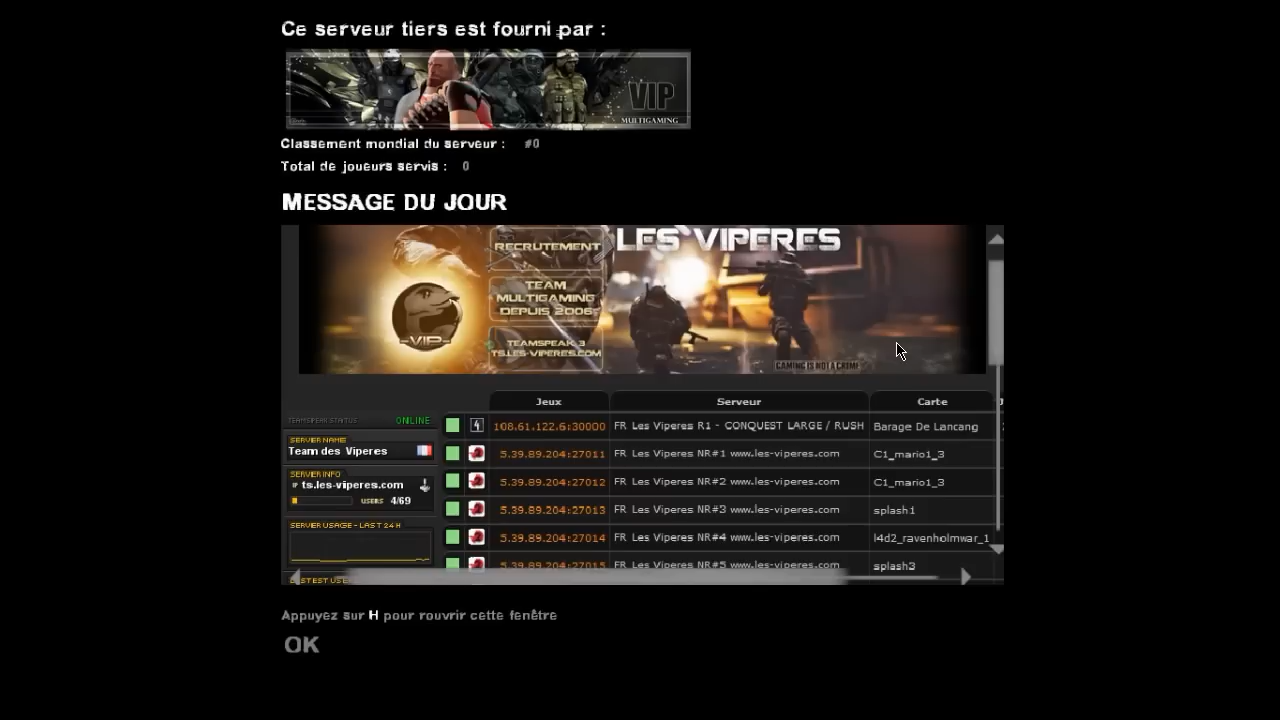 Ce serveur tiers est fourni par :
VIP
MULTIGAMING
Classement mondial du serveur : #0
Total de joueurs servis : 0
MESSAGE DU JOUR
RECRUTEMENT
LES VIPERES
TEAM
MULTIGAMING
DEPUIS 2006
-VIP-
TEAMSPEAK 3
TS.LES-VIPERES.COM
GAMING IS NOT A CRIME
Jeux Serveur Carte J
TEAMSPEAK STATUS ONLINE
4 108.61.122.6:30000 FR Les Viperes R1 - CONQUEST LARGE / RUSH Barage De Lancang
SERVER NAME
Team des Viperes
5.39.89.204:27011 FR Les Viperes NR#1 www.les-viperes.com C1_mario1_3
SERVER INFO
IP ts.les-viperes.com
5.39.89.204:27012 FR Les Viperes NR#2 www.les-viperes.com C1_mario1_3
USERS 4/69
5.39.89.204:27013 FR Les Viperes NR#3 www.les-viperes.com splash1
SERVER USAGE - LAST 24 H
5.39.89.204:27014 FR Les Viperes NR#4 www.les-viperes.com l4d2_ravenholmwar_1
5.39.89.204:27015 FR Les Viperes NR#5 www.les-viperes.com splash3
Appuyez sur H pour rouvrir cette fenêtre
OK